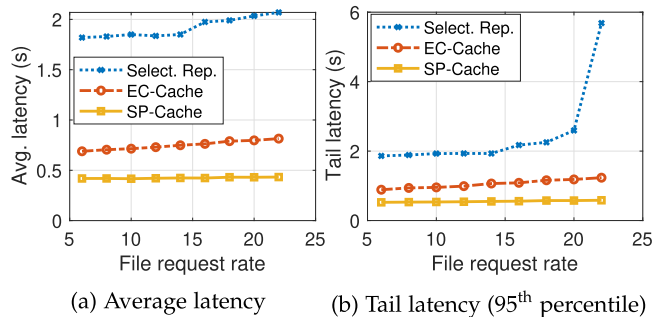 2
1.5
1
0.5
0
Avg. latency (s)
Select. Rep.
EC-Cache
SP-Cache
5 10 15 20 25
File request rate
(a) Average latency
6
4
2
0
Tail latency (s)
Select. Rep.
EC-Cache
SP-Cache
5 10 15 20 25
File request rate
(b) Tail latency (95th percentile)